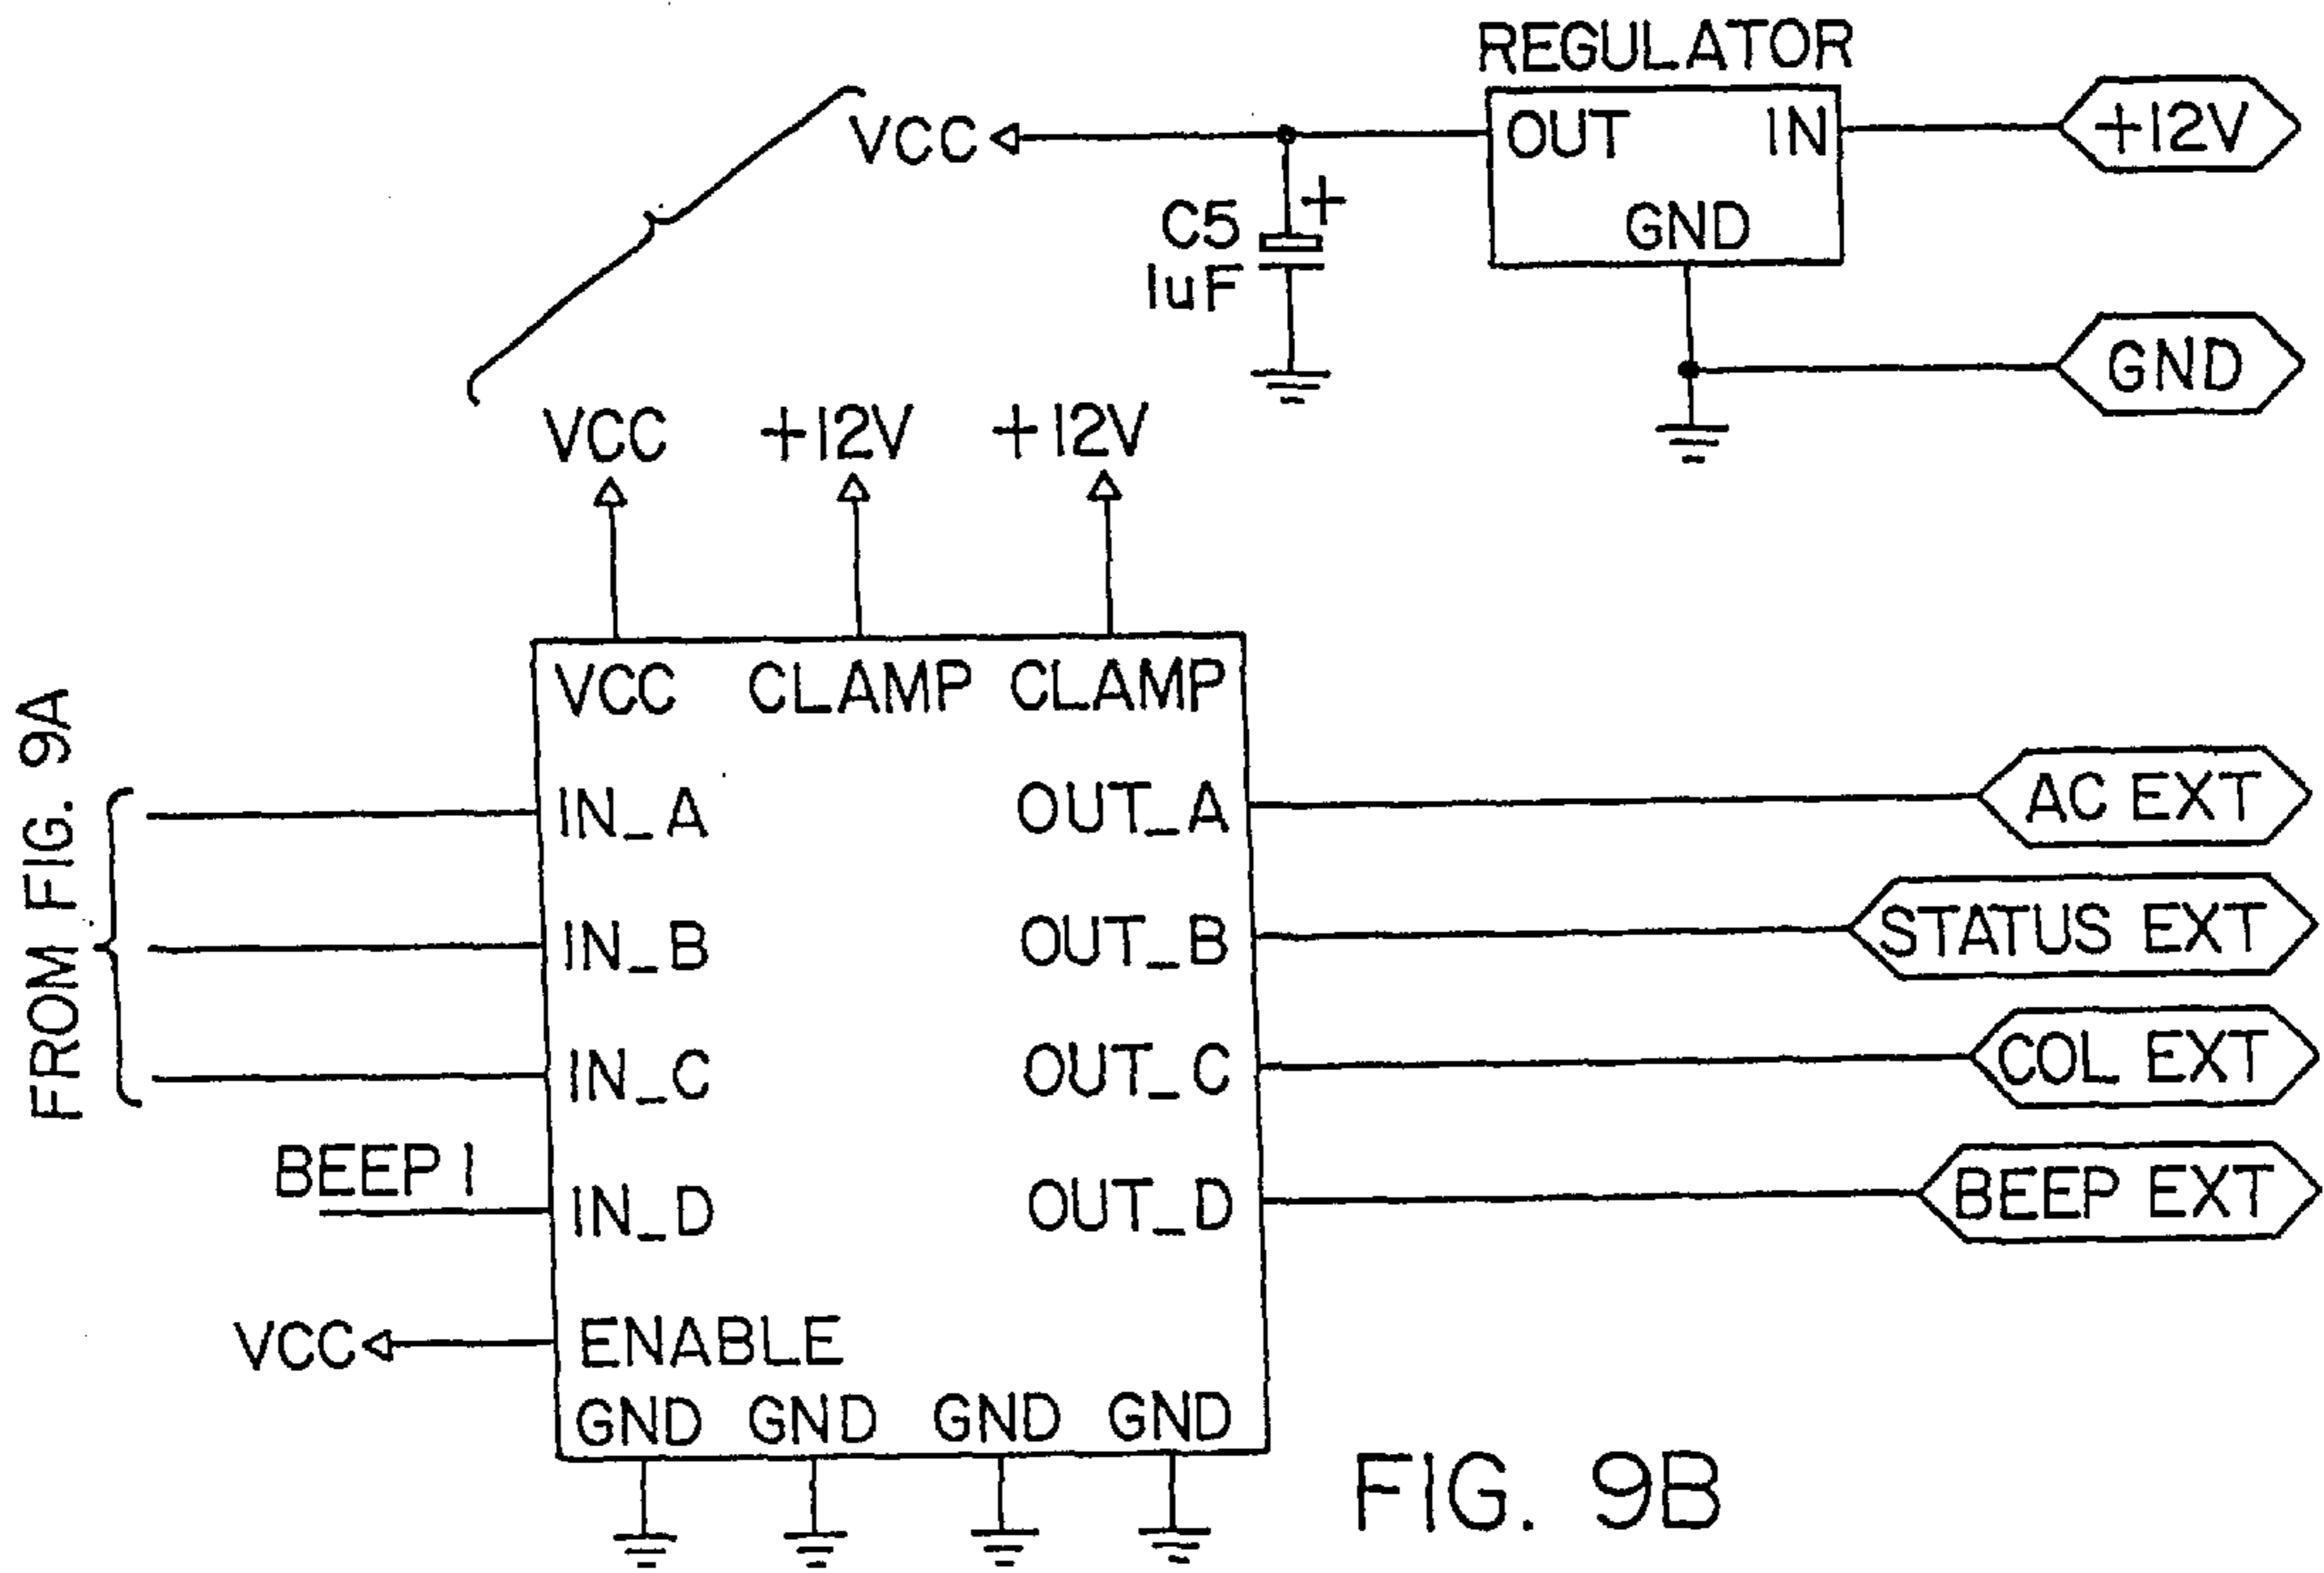 REGULATOR
VCC
OUT
IN
+12V
C5
+
1uF
GND
GND
VCC
+12V
+12V
VCC
CLAMP
CLAMP
FROM FIG. 9A
IN_A
OUT_A
AC EXT
IN_B
OUT_B
STATUS EXT
IN_C
OUT_C
COL EXT
BEEP 1
IN_D
OUT_D
BEEP EXT
VCC
ENABLE
GND
GND
GND
GND
FIG. 9B